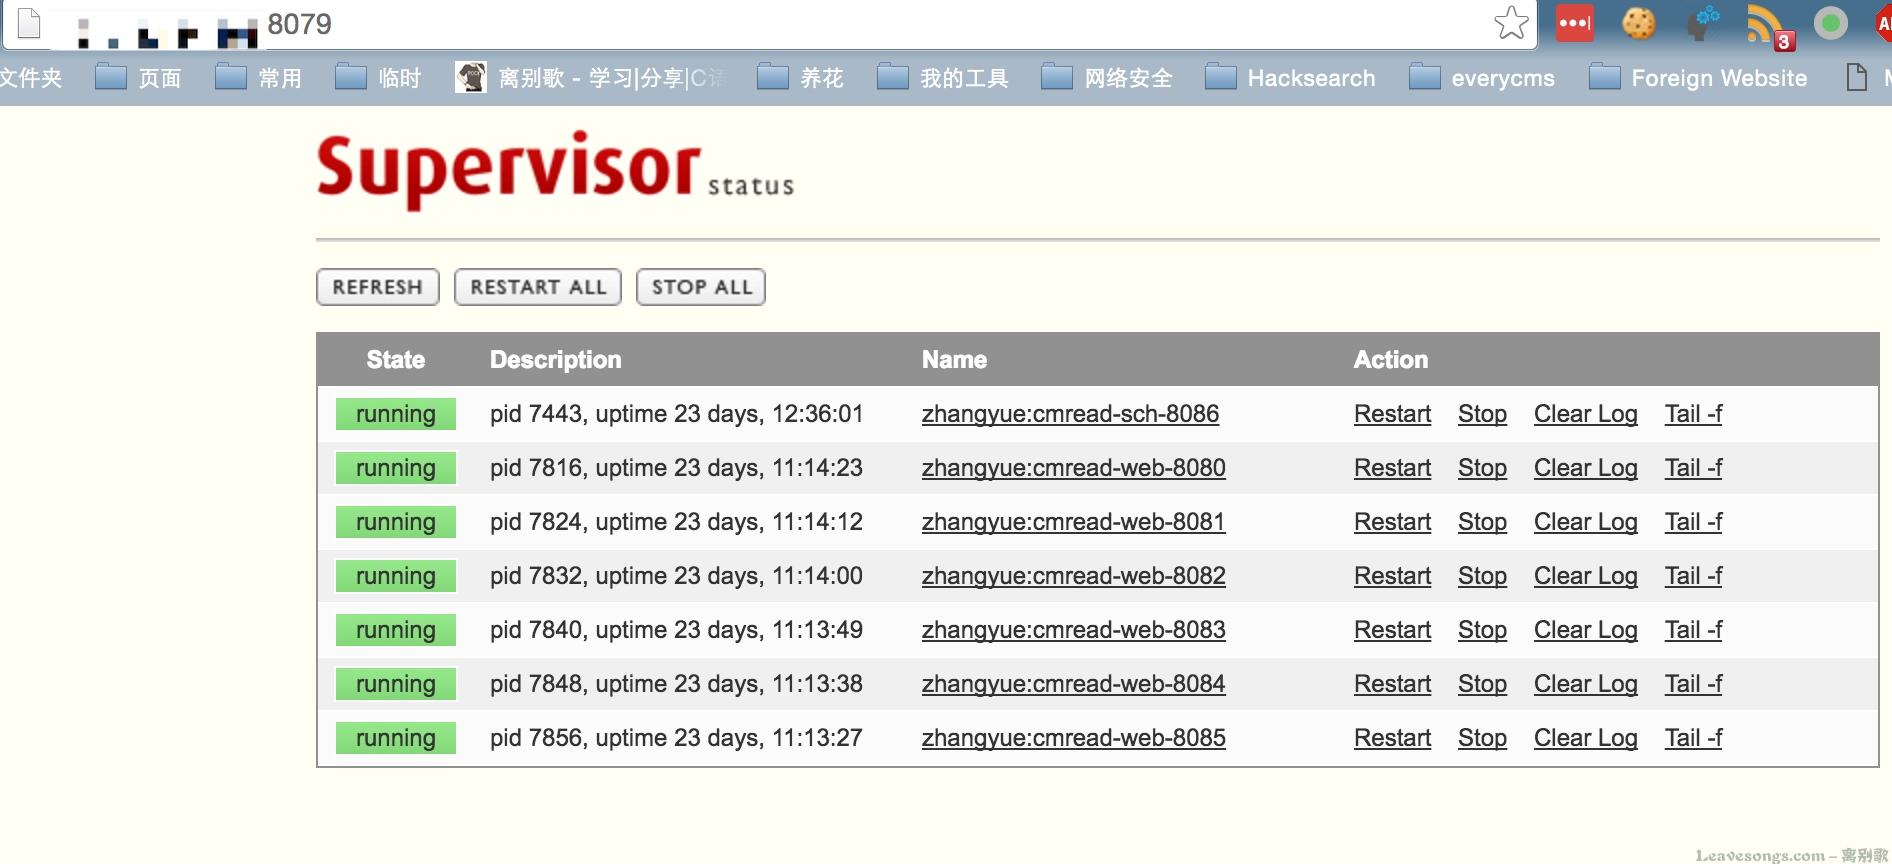 8079
3
文件夹 页面 常用 临时 离别歌 - 学习|分享|C语 养花 我的工具 网络安全 Hacksearch everycms Foreign Website
Supervisor status
REFRESH RESTART ALL STOP ALL
State Description Name Action
running pid 7443, uptime 23 days, 12:36:01 zhangyue:cmread-sch-8086 Restart Stop Clear Log Tail -f
running pid 7816, uptime 23 days, 11:14:23 zhangyue:cmread-web-8080 Restart Stop Clear Log Tail -f
running pid 7824, uptime 23 days, 11:14:12 zhangyue:cmread-web-8081 Restart Stop Clear Log Tail -f
running pid 7832, uptime 23 days, 11:14:00 zhangyue:cmread-web-8082 Restart Stop Clear Log Tail -f
running pid 7840, uptime 23 days, 11:13:49 zhangyue:cmread-web-8083 Restart Stop Clear Log Tail -f
running pid 7848, uptime 23 days, 11:13:38 zhangyue:cmread-web-8084 Restart Stop Clear Log Tail -f
running pid 7856, uptime 23 days, 11:13:27 zhangyue:cmread-web-8085 Restart Stop Clear Log Tail -f
Leavesongs.com - 离别歌